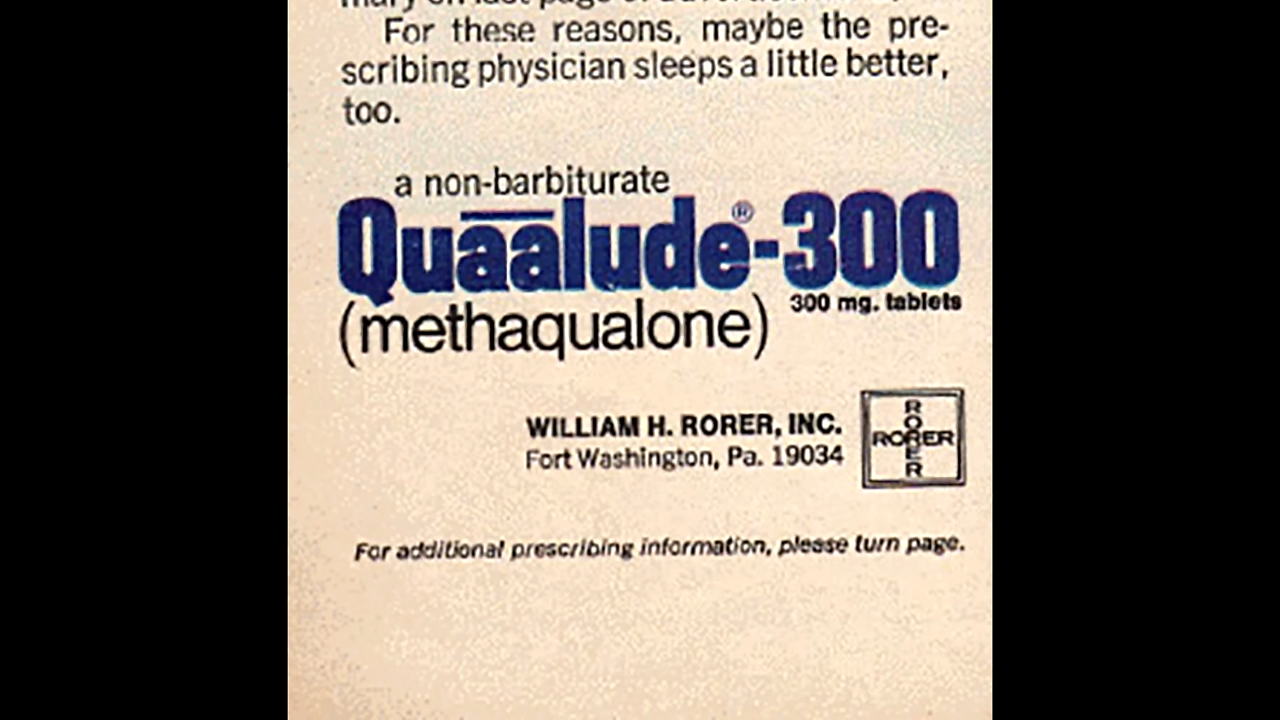 For these reasons, maybe the pre-
scribing physician sleeps a little better,
too.
a non-barbiturate
Quaalude®-300
300 mg. tablets
(methaqualone)
WILLIAM H. RORER, INC.
Fort Washington, Pa. 19034
RORER
RORER
For additional prescribing information, please turn page.